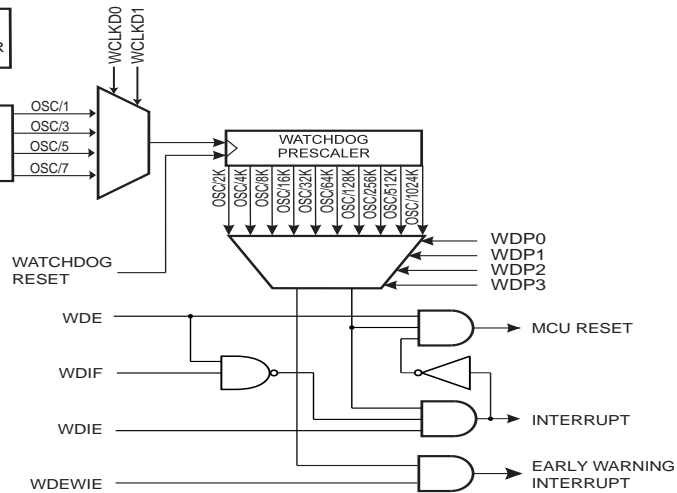 WCLKD0
WCLKD1
OSC/1
OSC/3
OSC/5
OSC/7
WATCHDOG
PRESCALER
OSC/2K
OSC/4K
OSC/8K
OSC/16K
OSC/32K
OSC/64K
OSC/128K
OSC/256K
OSC/512K
OSC/1024K
WDP0
WDP1
WDP2
WDP3
WATCHDOG
RESET
WDE
MCU RESET
WDIF
WDIE
INTERRUPT
WDEWIE
EARLY WARNING
INTERRUPT